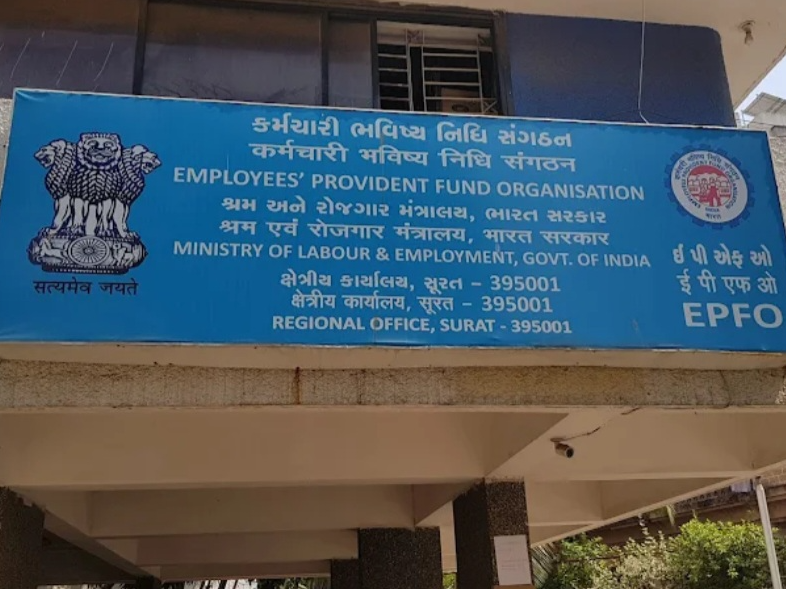 કર્મચારી ભવિષ્ય નિધિ સંગઠન
कर्मचारी भविष्य निधि संगठन
EMPLOYEES' PROVIDENT FUND ORGANISATION
શ્રમ અને રોજગાર મંત્રાલય, ભારત સરકાર
श्रम एवं रोजगार मंत्रालय, भारत सरकार
MINISTRY OF LABOUR & EMPLOYMENT, GOVT. OF INDIA
ક્ષેત્રીય કાર્યાલય, સૂરત – 395001
क्षेत्रीय कार्यालय, सूरत – 395001
REGIONAL OFFICE, SURAT - 395001
सत्यमेव जयते
ઈ પી એફ ઓ
ई पी एफ ओ
EPFO